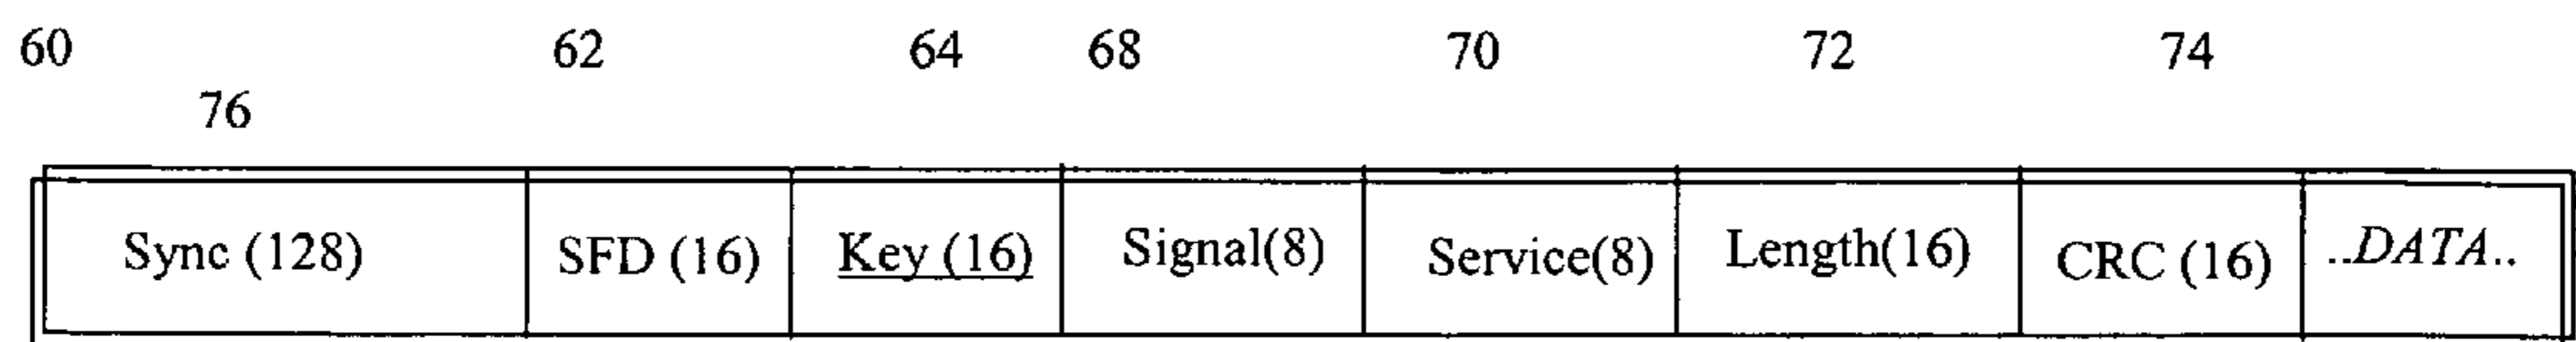 60 62 64 68 70 72 74
76
Sync (128) SFD (16) Key (16) Signal(8) Service(8) Length(16) CRC (16) ..DATA..